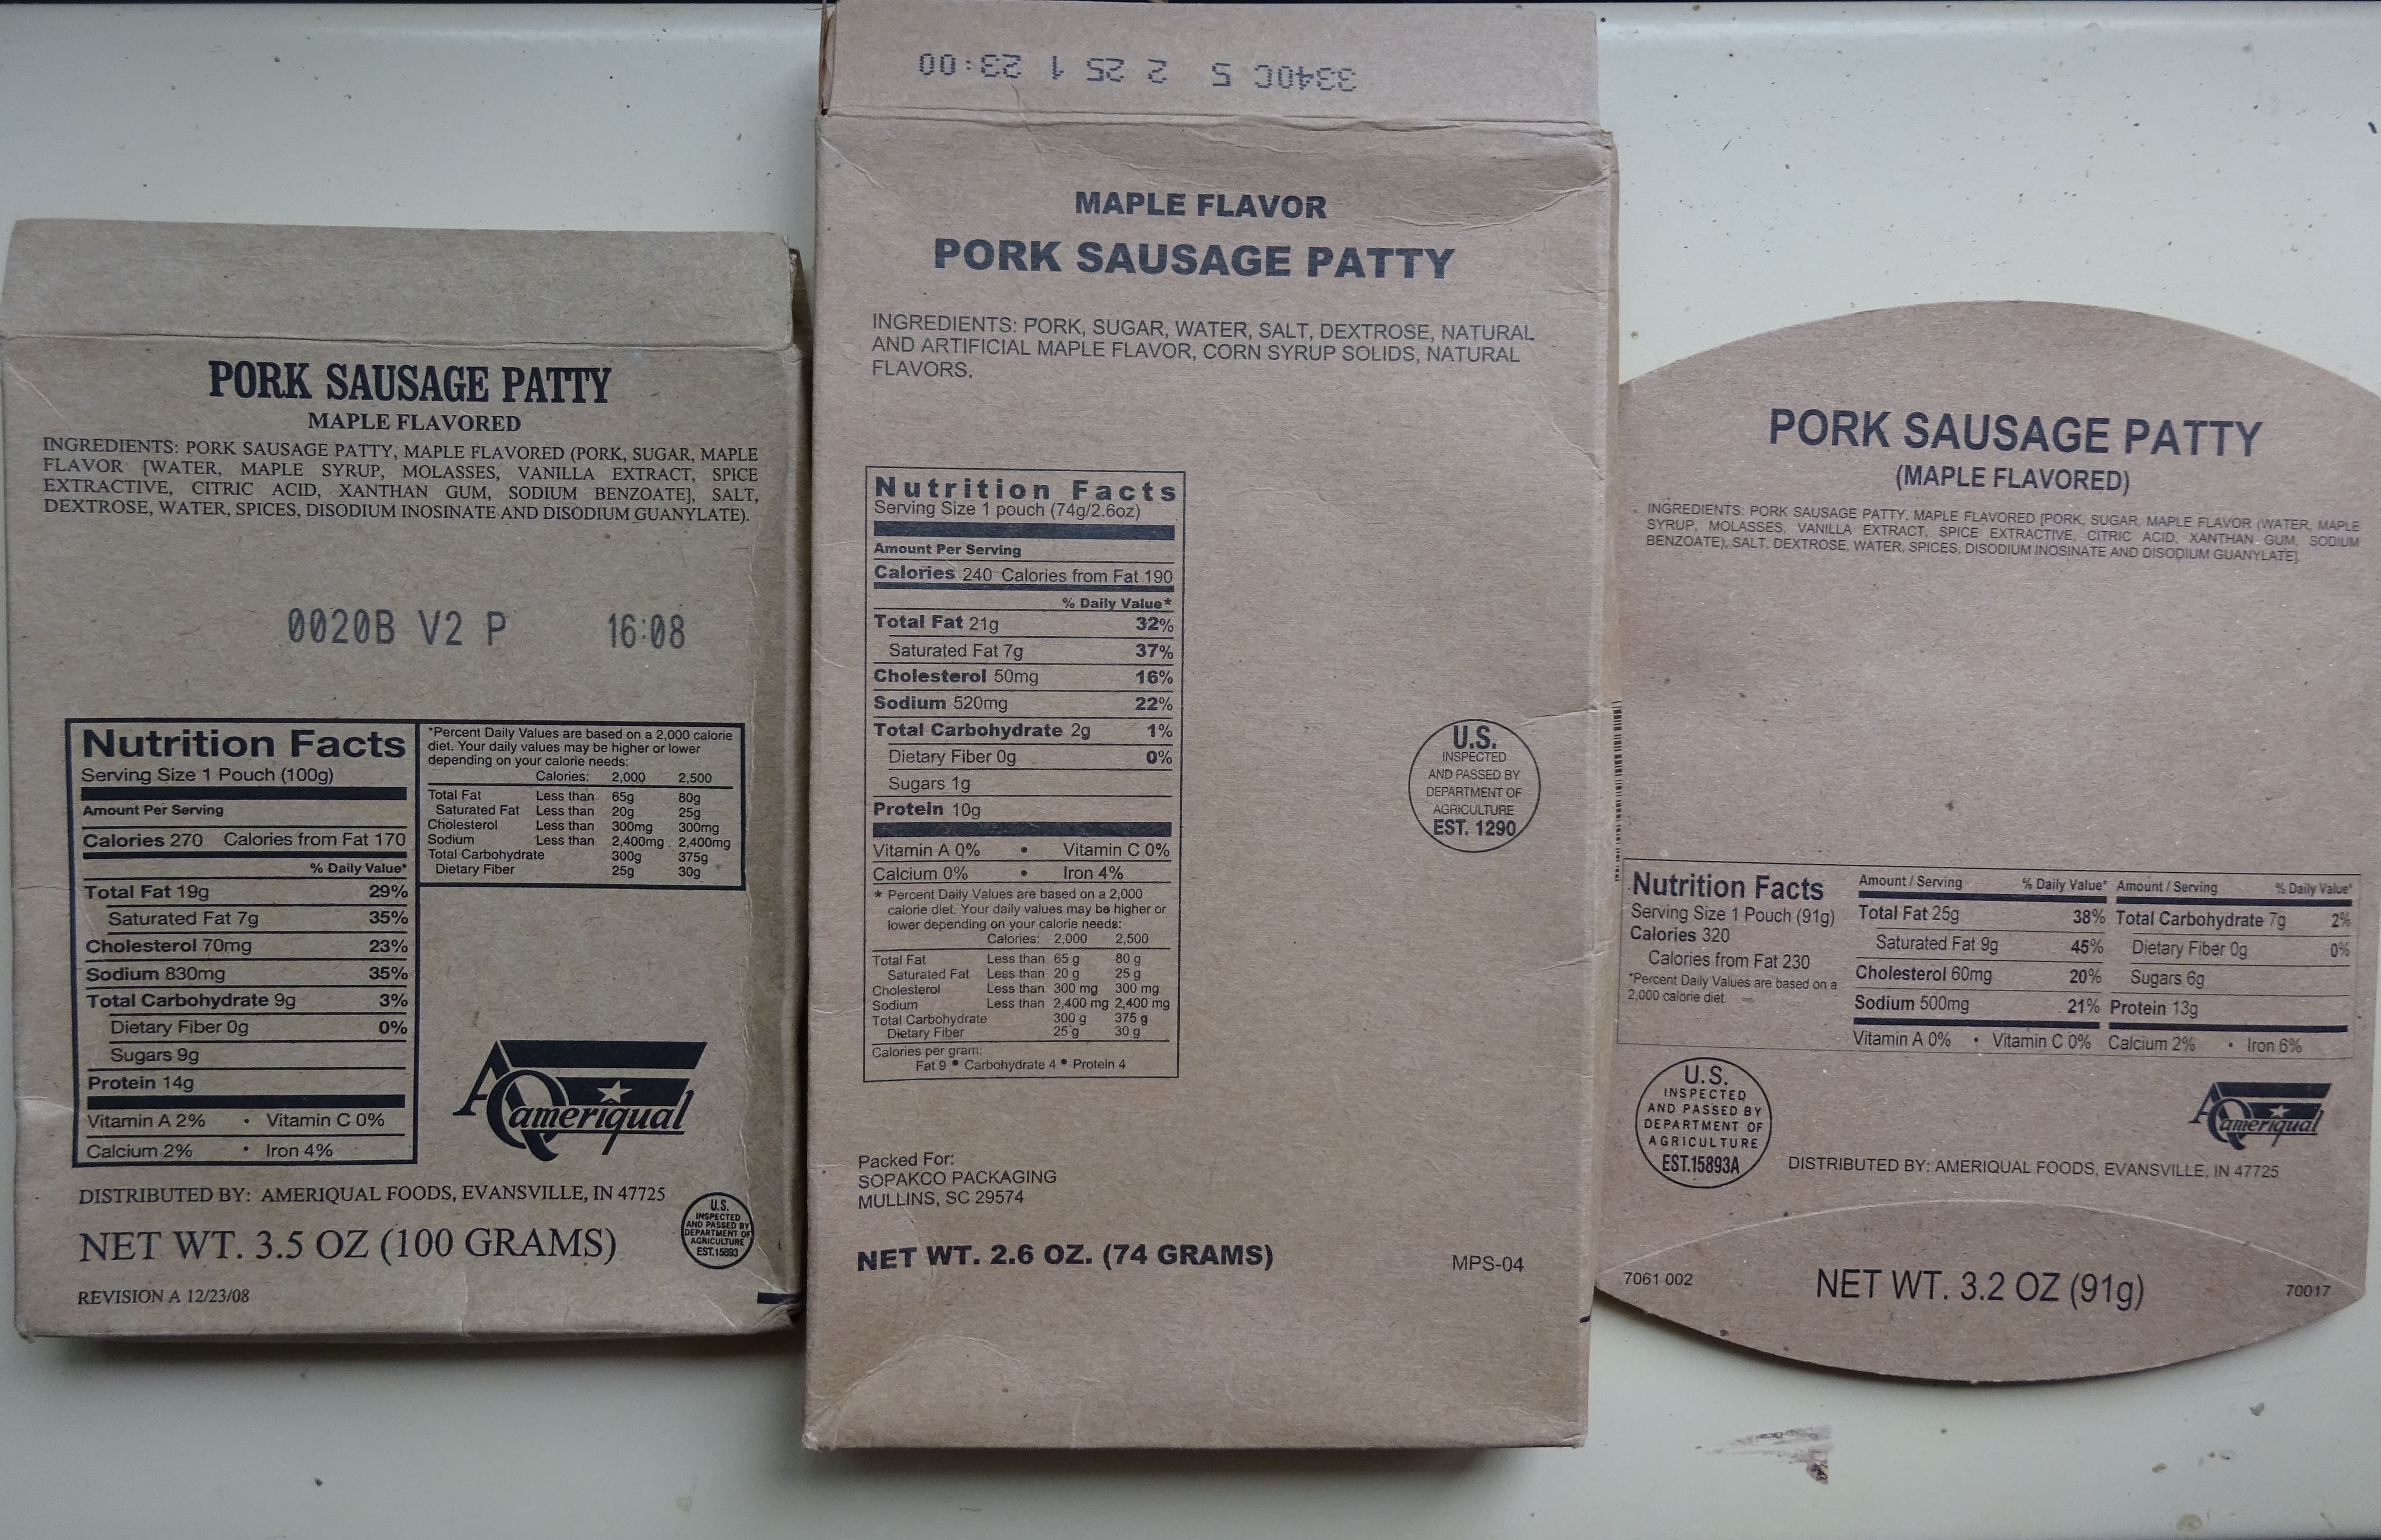 PORK SAUSAGE PATTY
MAPLE FLAVORED
INGREDIENTS: PORK SAUSAGE PATTY, MAPLE FLAVORED (PORK, SUGAR, MAPLE
FLAVOR [WATER, MAPLE SYRUP, MOLASSES, VANILLA EXTRACT, SPICE
EXTRACTIVE, CITRIC ACID, XANTHAN GUM, SODIUM BENZOATE], SALT,
DEXTROSE, WATER, SPICES, DISODIUM INOSINATE AND DISODIUM GUANYLATE).
0020B V2 P 16:08
Nutrition Facts
Serving Size 1 Pouch (100g)
Amount Per Serving
Calories 270 Calories from Fat 170
% Daily Value*
Total Fat 19g 29%
Saturated Fat 7g 35%
Cholesterol 70mg 23%
Sodium 830mg 35%
Total Carbohydrate 9g 3%
Dietary Fiber 0g 0%
Sugars 9g
Protein 14g
Vitamin A 2% • Vitamin C 0%
Calcium 2% • Iron 4%
*Percent Daily Values are based on a 2,000 calorie
diet. Your daily values may be higher or lower
depending on your calorie needs:
Calories: 2,000 2,500
Total Fat Less than 65g 80g
Saturated Fat Less than 20g 25g
Cholesterol Less than 300mg 300mg
Sodium Less than 2,400mg 2,400mg
Total Carbohydrate 300g 375g
Dietary Fiber 25g 30g
AQ ameriqual
DISTRIBUTED BY: AMERIQUAL FOODS, EVANSVILLE, IN 47725
NET WT. 3.5 OZ (100 GRAMS)
U.S.
INSPECTED
AND PASSED BY
DEPARTMENT OF
AGRICULTURE
EST.15893
REVISION A 12/23/08
3340C 5 2 25 1 23:00
MAPLE FLAVOR
PORK SAUSAGE PATTY
INGREDIENTS: PORK, SUGAR, WATER, SALT, DEXTROSE, NATURAL
AND ARTIFICIAL MAPLE FLAVOR, CORN SYRUP SOLIDS, NATURAL
FLAVORS.
Nutrition Facts
Serving Size 1 pouch (74g/2.6oz)
Amount Per Serving
Calories 240 Calories from Fat 190
% Daily Value*
Total Fat 21g 32%
Saturated Fat 7g 37%
Cholesterol 50mg 16%
Sodium 520mg 22%
Total Carbohydrate 2g 1%
Dietary Fiber 0g 0%
Sugars 1g
Protein 10g
Vitamin A 0% • Vitamin C 0%
Calcium 0% • Iron 4%
* Percent Daily Values are based on a 2,000
calorie diet. Your daily values may be higher or
lower depending on your calorie needs:
Calories: 2,000 2,500
Total Fat Less than 65 g 80 g
Saturated Fat Less than 20 g 25 g
Cholesterol Less than 300 mg 300 mg
Sodium Less than 2,400 mg 2,400 mg
Total Carbohydrate 300 g 375 g
Dietary Fiber 25 g 30 g
Calories per gram:
Fat 9 • Carbohydrate 4 • Protein 4
U.S.
INSPECTED
AND PASSED BY
DEPARTMENT OF
AGRICULTURE
EST. 1290
Packed For:
SOPAKCO PACKAGING
MULLINS, SC 29574
NET WT. 2.6 OZ. (74 GRAMS)
MPS-04
PORK SAUSAGE PATTY
(MAPLE FLAVORED)
INGREDIENTS: PORK SAUSAGE PATTY, MAPLE FLAVORED [PORK, SUGAR, MAPLE FLAVOR (WATER, MAPLE
SYRUP, MOLASSES, VANILLA EXTRACT, SPICE EXTRACTIVE, CITRIC ACID, XANTHAN GUM, SODIUM
BENZOATE), SALT, DEXTROSE, WATER, SPICES, DISODIUM INOSINATE AND DISODIUM GUANYLATE].
Nutrition Facts
Serving Size 1 Pouch (91g)
Calories 320
Calories from Fat 230
*Percent Daily Values are based on a
2,000 calorie diet
Amount / Serving % Daily Value*
Total Fat 25g 38%
Saturated Fat 9g 45%
Cholesterol 60mg 20%
Sodium 500mg 21%
Amount / Serving % Daily Value*
Total Carbohydrate 7g 2%
Dietary Fiber 0g 0%
Sugars 6g
Protein 13g
Vitamin A 0% • Vitamin C 0% Calcium 2% • Iron 6%
U.S.
INSPECTED
AND PASSED BY
DEPARTMENT OF
AGRICULTURE
EST.15893A
AQ ameriqual
DISTRIBUTED BY: AMERIQUAL FOODS, EVANSVILLE, IN 47725
7061 002
NET WT. 3.2 OZ (91g)
70017